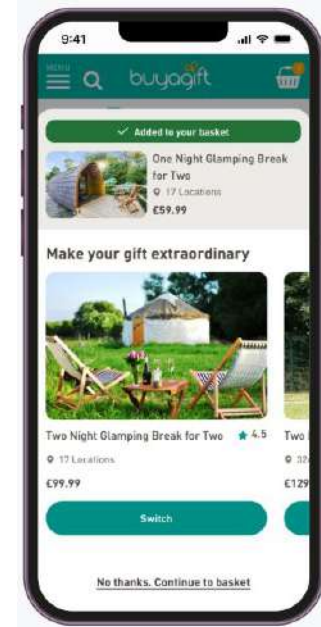 9:41
MENU
buyagift
Added to your basket
One Night Glamping Break
for Two
17 Locations
£59.99
Make your gift extraordinary
Two Night Glamping Break for Two 4.5 Two
17 Locations
£99.99 £129
Switch
No thanks. Continue to basket